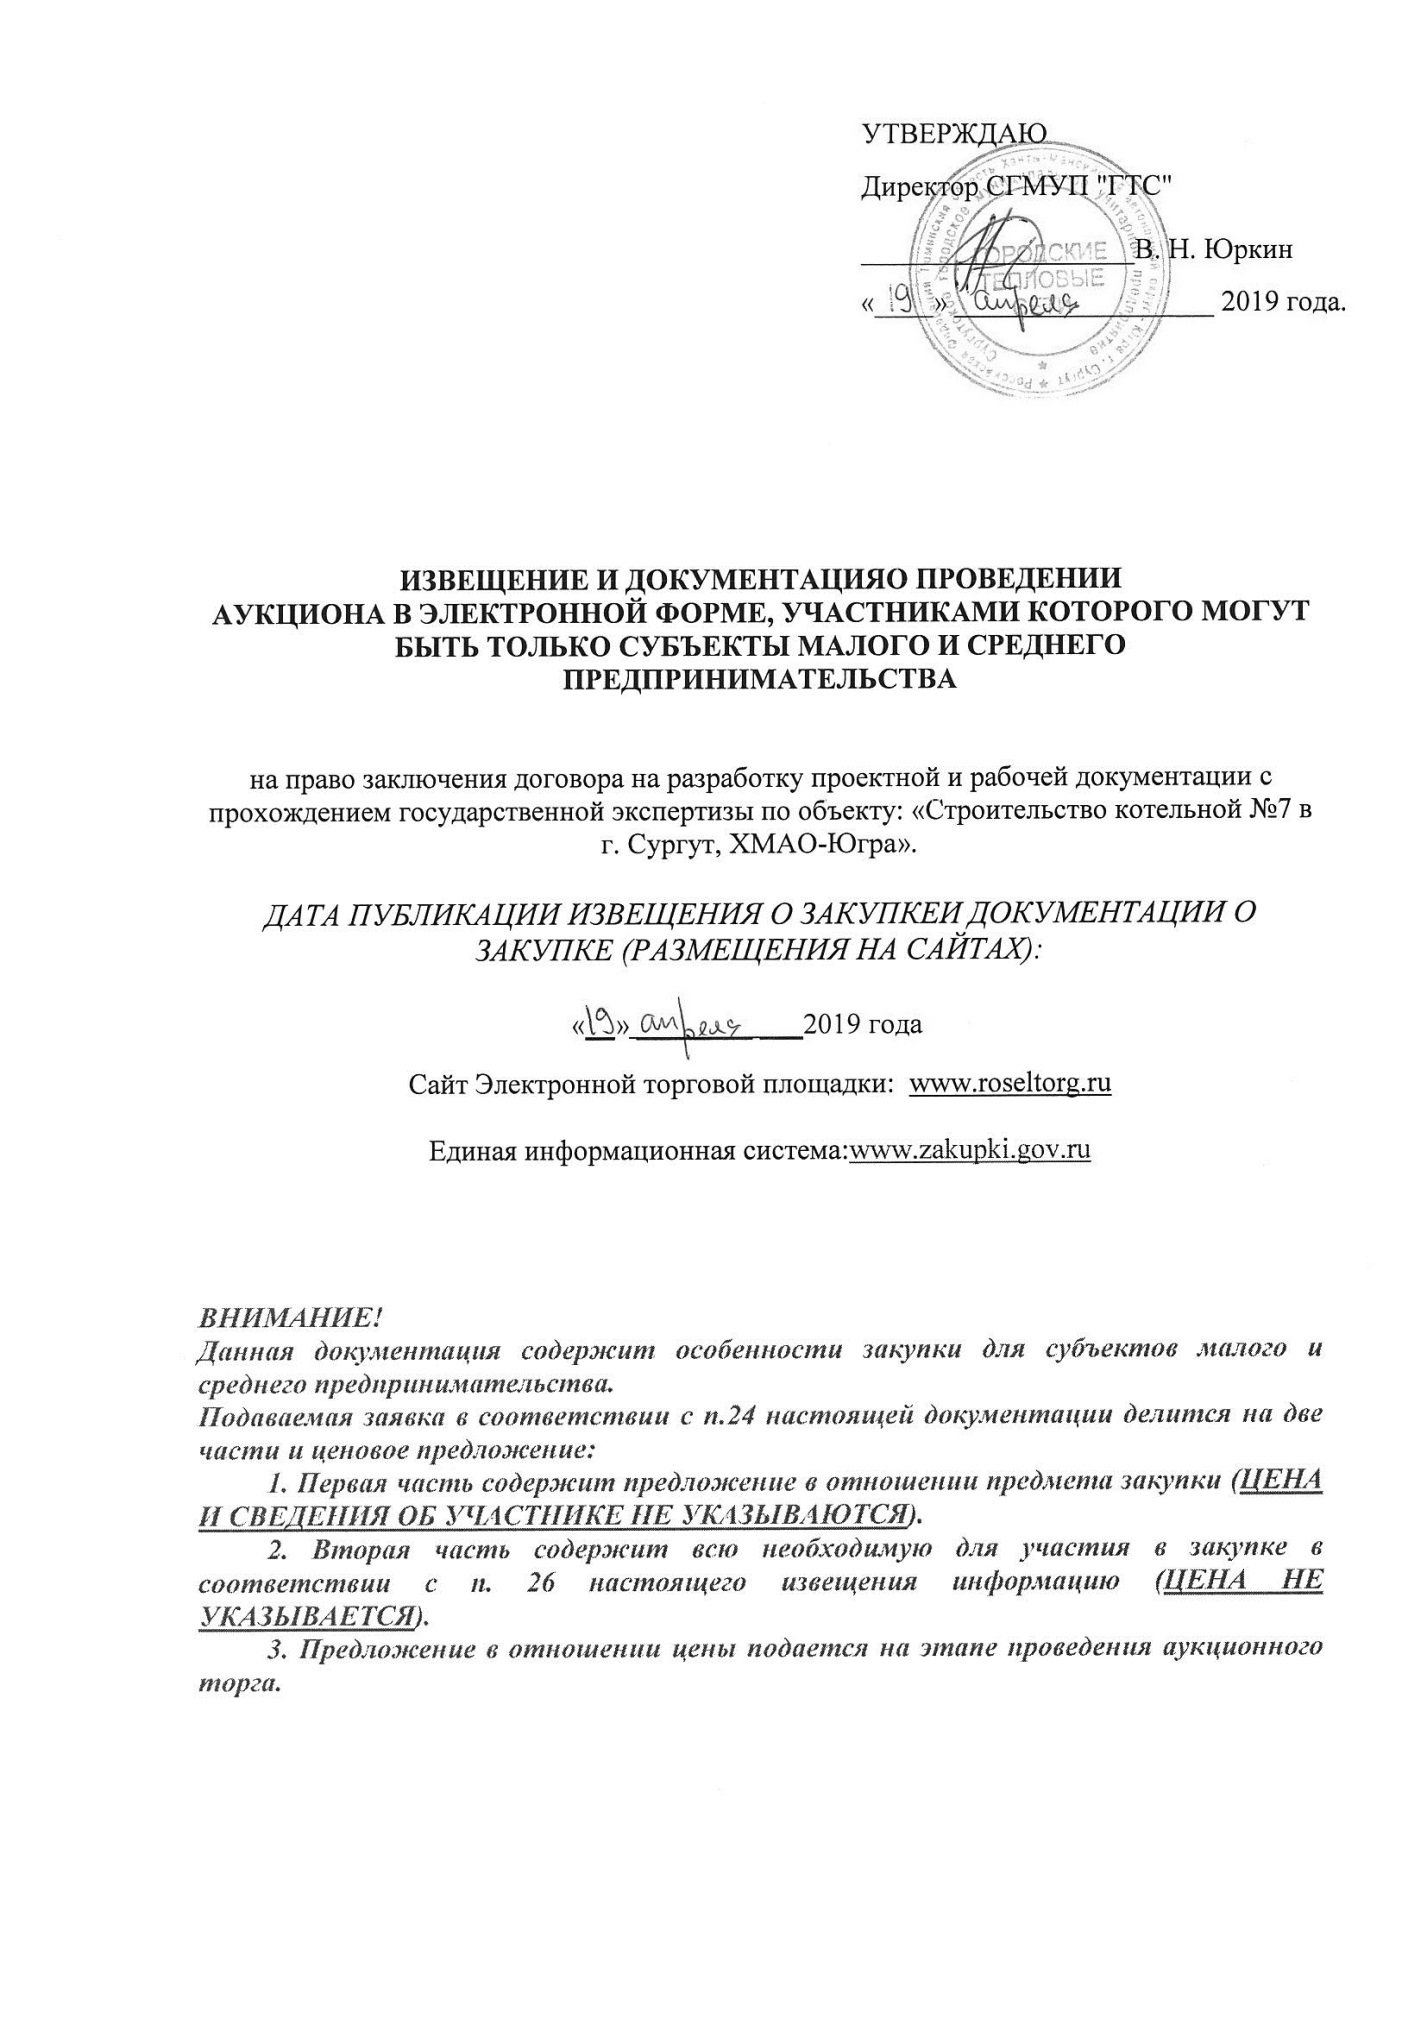 УТВЕРЖДАЮ
Директор СГМУП "ГТС"
В. Н. Юркин
«19» апреля 2019 года.
ГОРОДСКИЕ
ТЕПЛОВЫЕ
ИЗВЕЩЕНИЕ И ДОКУМЕНТАЦИЯО ПРОВЕДЕНИИ
АУКЦИОНА В ЭЛЕКТРОННОЙ ФОРМЕ, УЧАСТНИКАМИ КОТОРОГО МОГУТ
БЫТЬ ТОЛЬКО СУБЪЕКТЫ МАЛОГО И СРЕДНЕГО
ПРЕДПРИНИМАТЕЛЬСТВА
на право заключения договора на разработку проектной и рабочей документации с
прохождением государственной экспертизы по объекту: «Строительство котельной №7 в
г. Сургут, ХМАО-Югра».
ДАТА ПУБЛИКАЦИИ ИЗВЕЩЕНИЯ О ЗАКУПКЕИ ДОКУМЕНТАЦИИ О
ЗАКУПКЕ (РАЗМЕЩЕНИЯ НА САЙТАХ):
«19» апреля 2019 года
Сайт Электронной торговой площадки: www.roseltorg.ru
Единая информационная система:www.zakupki.gov.ru
ВНИМАНИЕ!
Данная документация содержит особенности закупки для субъектов малого и
среднего предпринимательства.
Подаваемая заявка в соответствии с п.24 настоящей документации делится на две
части и ценовое предложение:
1. Первая часть содержит предложение в отношении предмета закупки (ЦЕНА
И СВЕДЕНИЯ ОБ УЧАСТНИКЕ НЕ УКАЗЫВАЮТСЯ).
2. Вторая часть содержит всю необходимую для участия в закупке в
соответствии с п. 26 настоящего извещения информацию (ЦЕНА НЕ
УКАЗЫВАЕТСЯ).
3. Предложение в отношении цены подается на этапе проведения аукционного
торга.